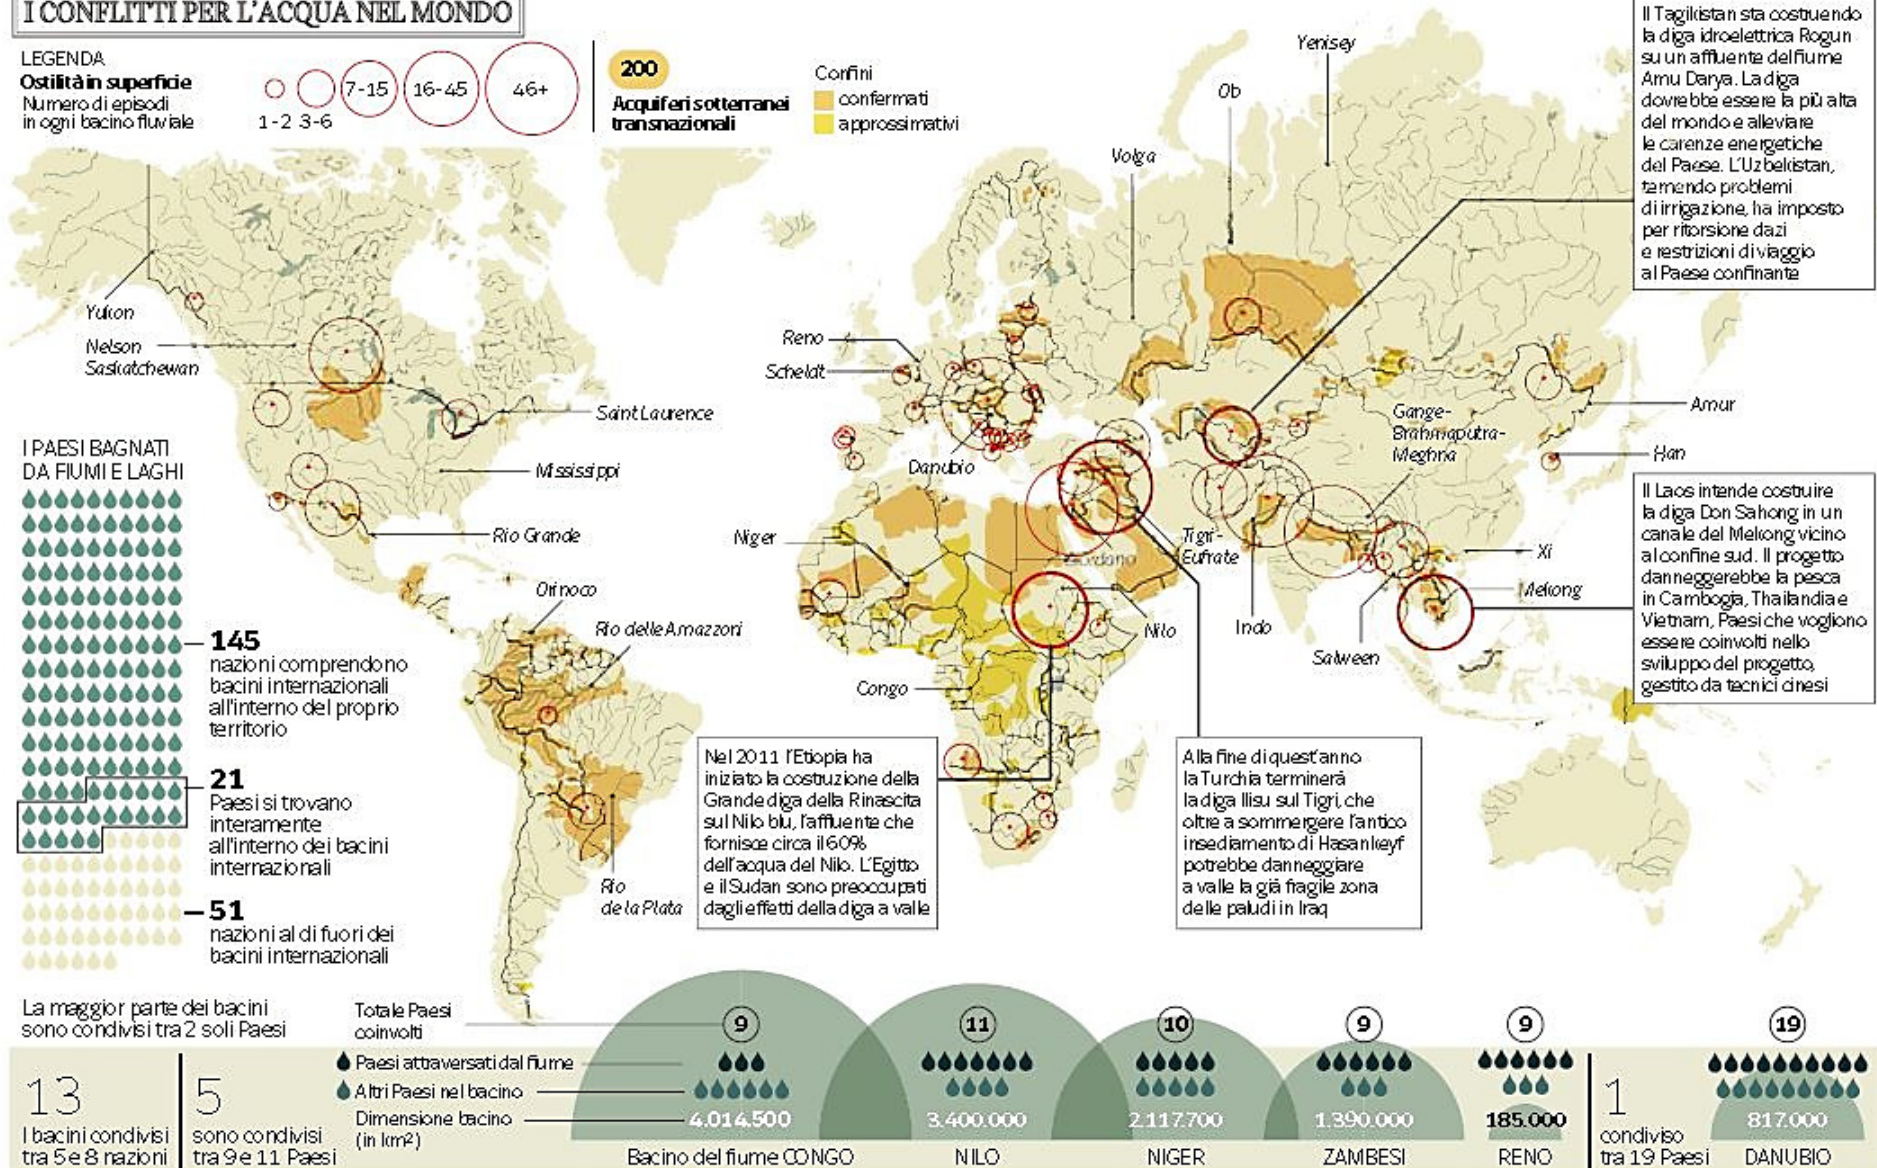 I CONFLITTI PER L'ACQUA NEL MONDO
LEGENDA
Ostilità in superficie
Numero di episodi
in ogni bacino fluviale
1-2
3-6
7-15
16-45
46+
200
Acquiferi sotterranei
transnazionali
Confini
confermati
approssimativi
Il Tagikistan sta costruendo
la diga idroelettrica Rogun
su un affluente del fiume
Amu Darya. La diga
dovrebbe essere la più alta
del mondo e alleviare
le carenze energetiche
del Paese. L'Uzbekistan,
temendo problemi
di irrigazione, ha imposto
per ritorsione dazi
e restrizioni di viaggio
al Paese confinante
Yenisey
Ob
Volga
Yukon
Nelson
Saskatchewan
Reno
Scheldt
Saint Laurence
Gange-
Brahmaputra-
Meghna
Amur
Han
Danubio
Mississippi
Rio Grande
Niger
Giordano
Tigri-
Eufrate
Xi
Mekong
Orinoco
Rio delle Amazzoni
Nilo
Indo
Salween
Congo
Rio
de la Plata
Il Laos intende costruire
la diga Don Sahong in un
canale del Mekong vicino
al confine sud. Il progetto
danneggerebbe la pesca
in Cambogia, Thailandia e
Vietnam, Paesi che vogliono
essere coinvolti nello
sviluppo del progetto,
gestito da tecnici cinesi
I PAESI BAGNATI
DA FIUMI E LAGHI
145
nazioni comprendono
bacini internazionali
all'interno del proprio
territorio
21
Paesi si trovano
interamente
all'interno dei bacini
internazionali
51
nazioni al di fuori dei
bacini internazionali
Nel 2011 l'Etiopia ha
iniziato la costruzione della
Grande diga della Rinascita
sul Nilo blu, l'affluente che
fornisce circa il 60%
dell'acqua del Nilo. L'Egitto
e il Sudan sono preoccupati
dagli effetti della diga a valle
Alla fine di quest'anno
la Turchia terminerà
la diga Ilisu sul Tigri, che
oltre a sommergere l'antico
insediamento di Hasankeyf
potrebbe danneggiare
a valle la già fragile zona
delle paludi in Iraq
La maggior parte dei bacini
sono condivisi tra 2 soli Paesi
13
I bacini condivisi
tra 5 e 8 nazioni
5
sono condivisi
tra 9 e 11 Paesi
Totale Paesi
coinvolti
Paesi attraversati dal fiume
Altri Paesi nel bacino
Dimensione bacino
(in km²)
9
4.014.500
Bacino del fiume CONGO
11
3.400.000
NILO
10
2.117.700
NIGER
9
1.390.000
ZAMBESI
9
185.000
RENO
1
condiviso
tra 19 Paesi
19
817.000
DANUBIO